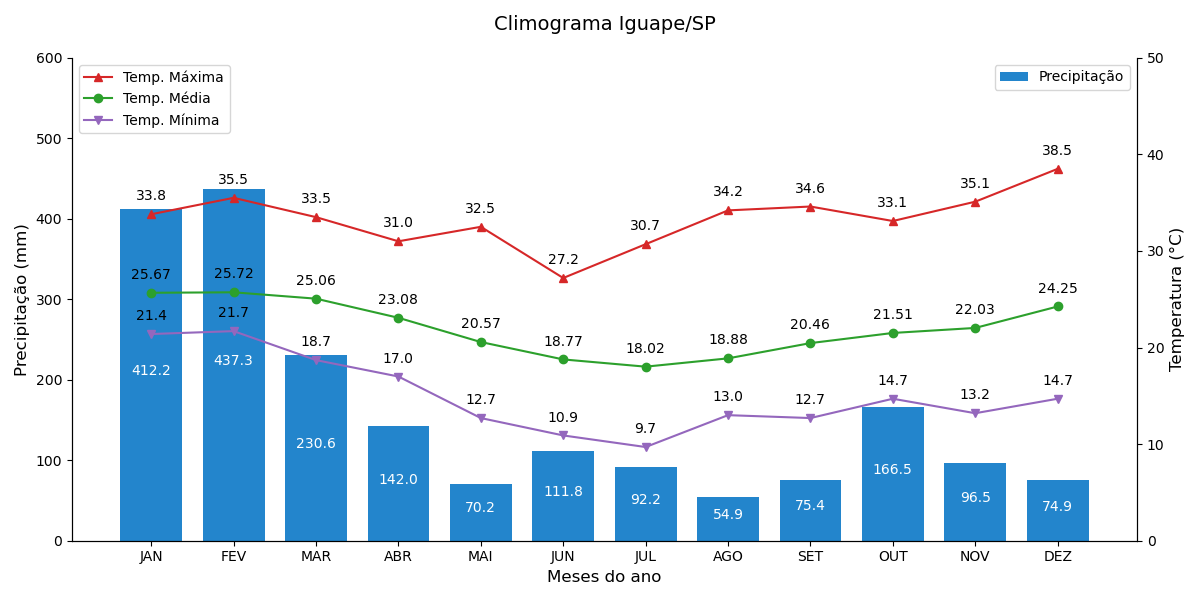 Climograma Iguape/SP
Temp. Máxima
Temp. Média
Temp. Mínima
Precipitação
600
500
400
300
200
100
0
Precipitação (mm)
50
40
30
20
10
0
Temperatura (°C)
33.8 35.5 33.5 31.0 32.5 27.2 30.7 34.2 34.6 33.1 35.1 38.5
25.67 25.72 25.06 23.08 20.57 18.77 18.02 18.88 20.46 21.51 22.03 24.25
21.4 21.7 18.7 17.0 12.7 10.9 9.7 13.0 12.7 14.7 13.2 14.7
412.2 437.3 230.6 142.0 70.2 111.8 92.2 54.9 75.4 166.5 96.5 74.9
JAN FEV MAR ABR MAI JUN JUL AGO SET OUT NOV DEZ
Meses do ano